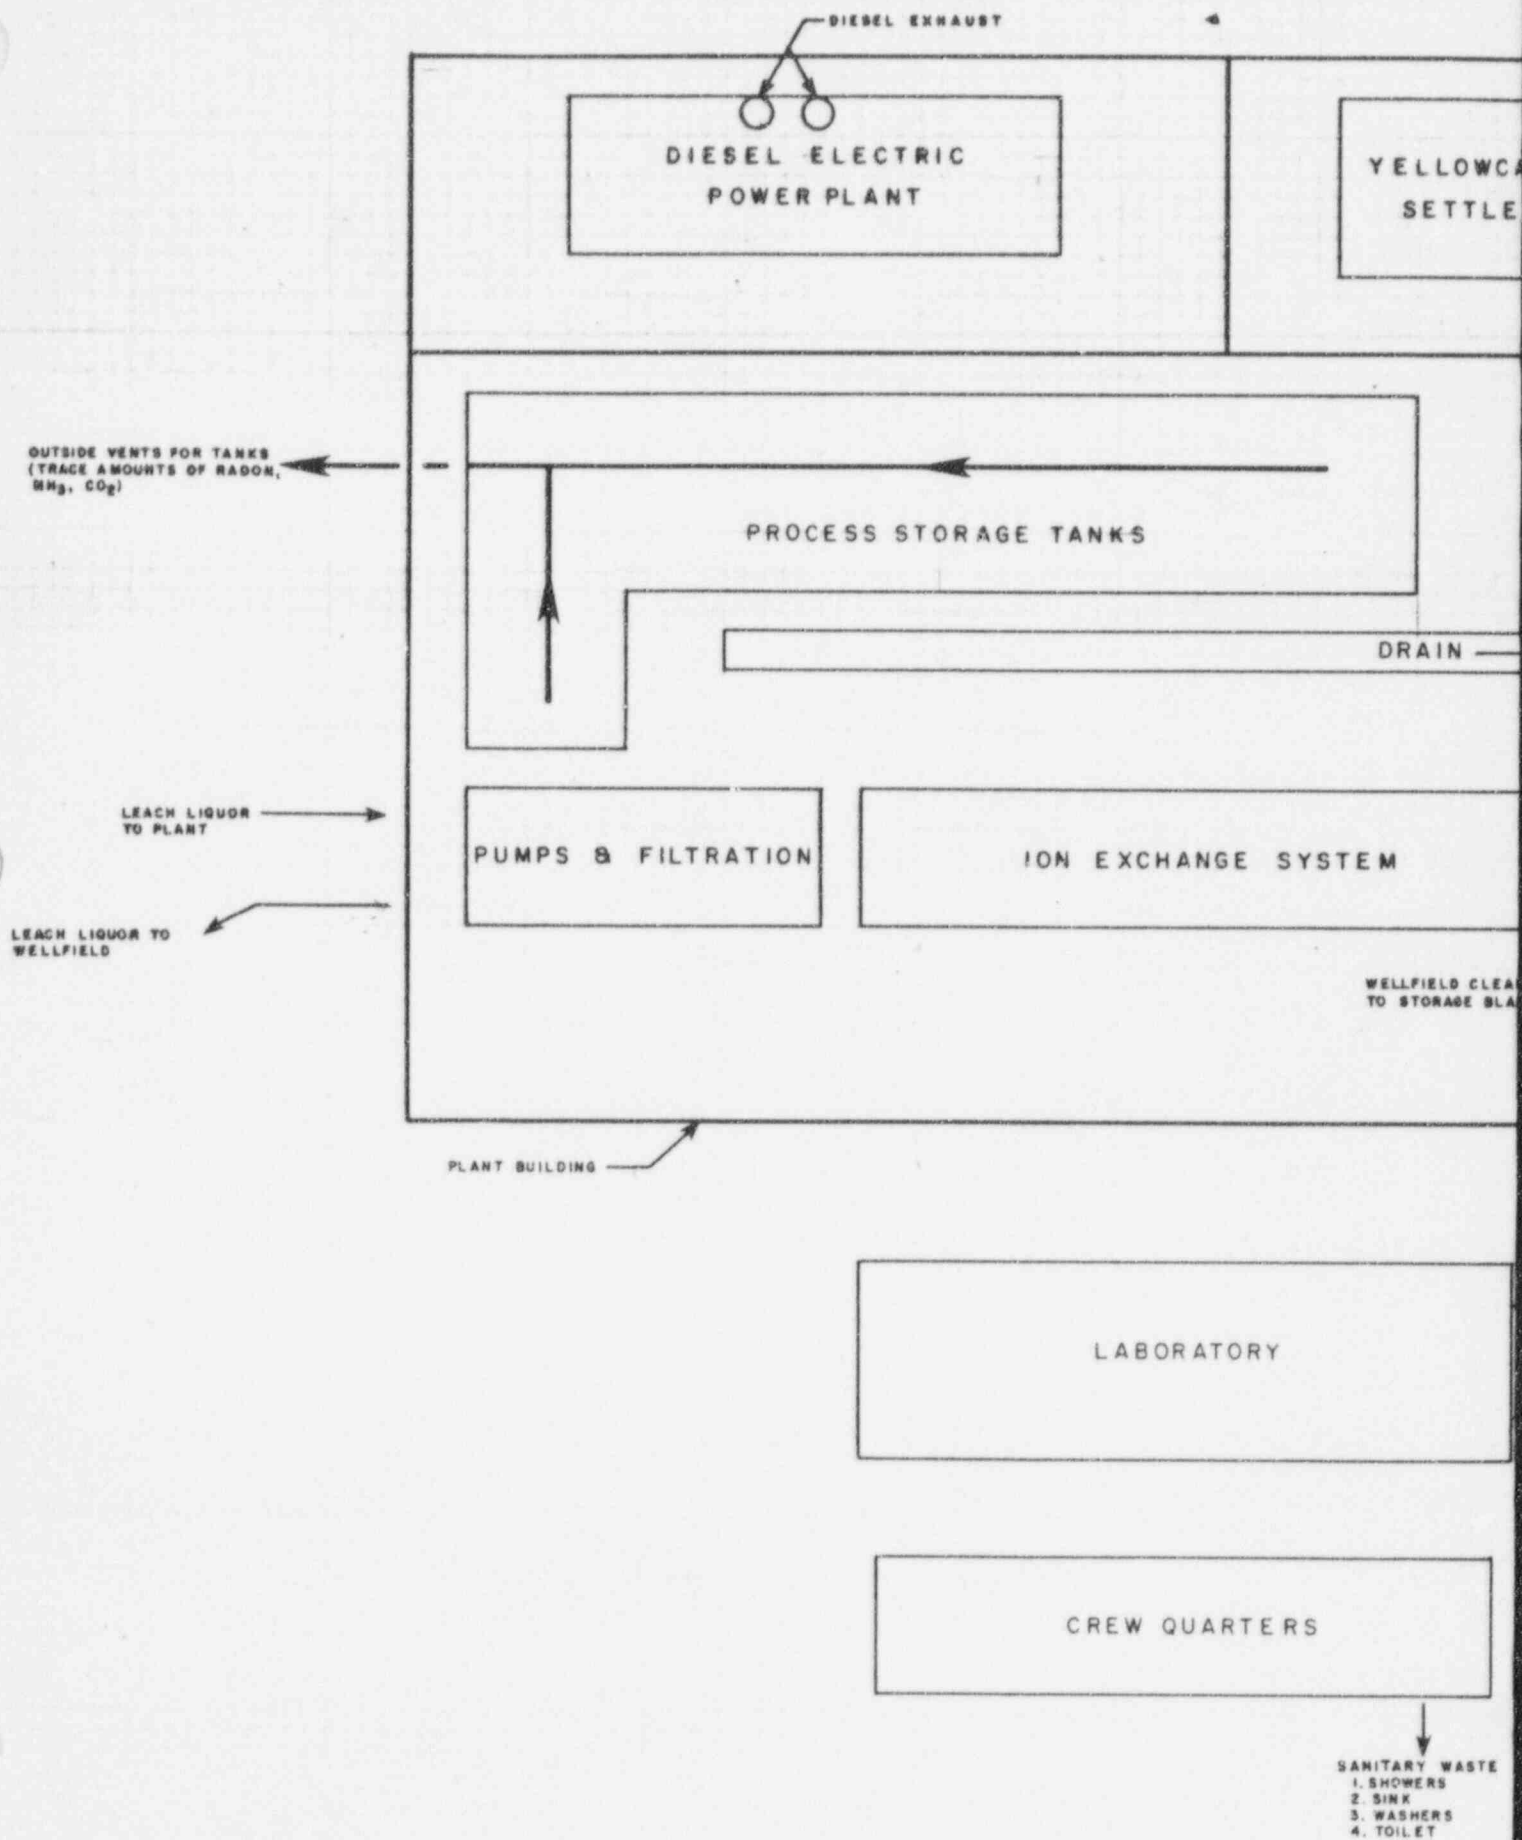 DIESEL EXHAUST
DIESEL ELECTRIC
POWER PLANT
YELLOWCA
SETTLE
OUTSIDE VENTS FOR TANKS
(TRACE AMOUNTS OF RADON,
NH₃, CO₂)
PROCESS STORAGE TANKS
DRAIN
LEACH LIQUOR
TO PLANT
PUMPS & FILTRATION
ION EXCHANGE SYSTEM
LEACH LIQUOR TO
WELLFIELD
WELLFIELD CLEA
TO STORAGE BLA
PLANT BUILDING
LABORATORY
CREW QUARTERS
SANITARY WASTE
1. SHOWERS
2. SINK
3. WASHERS
4. TOILET